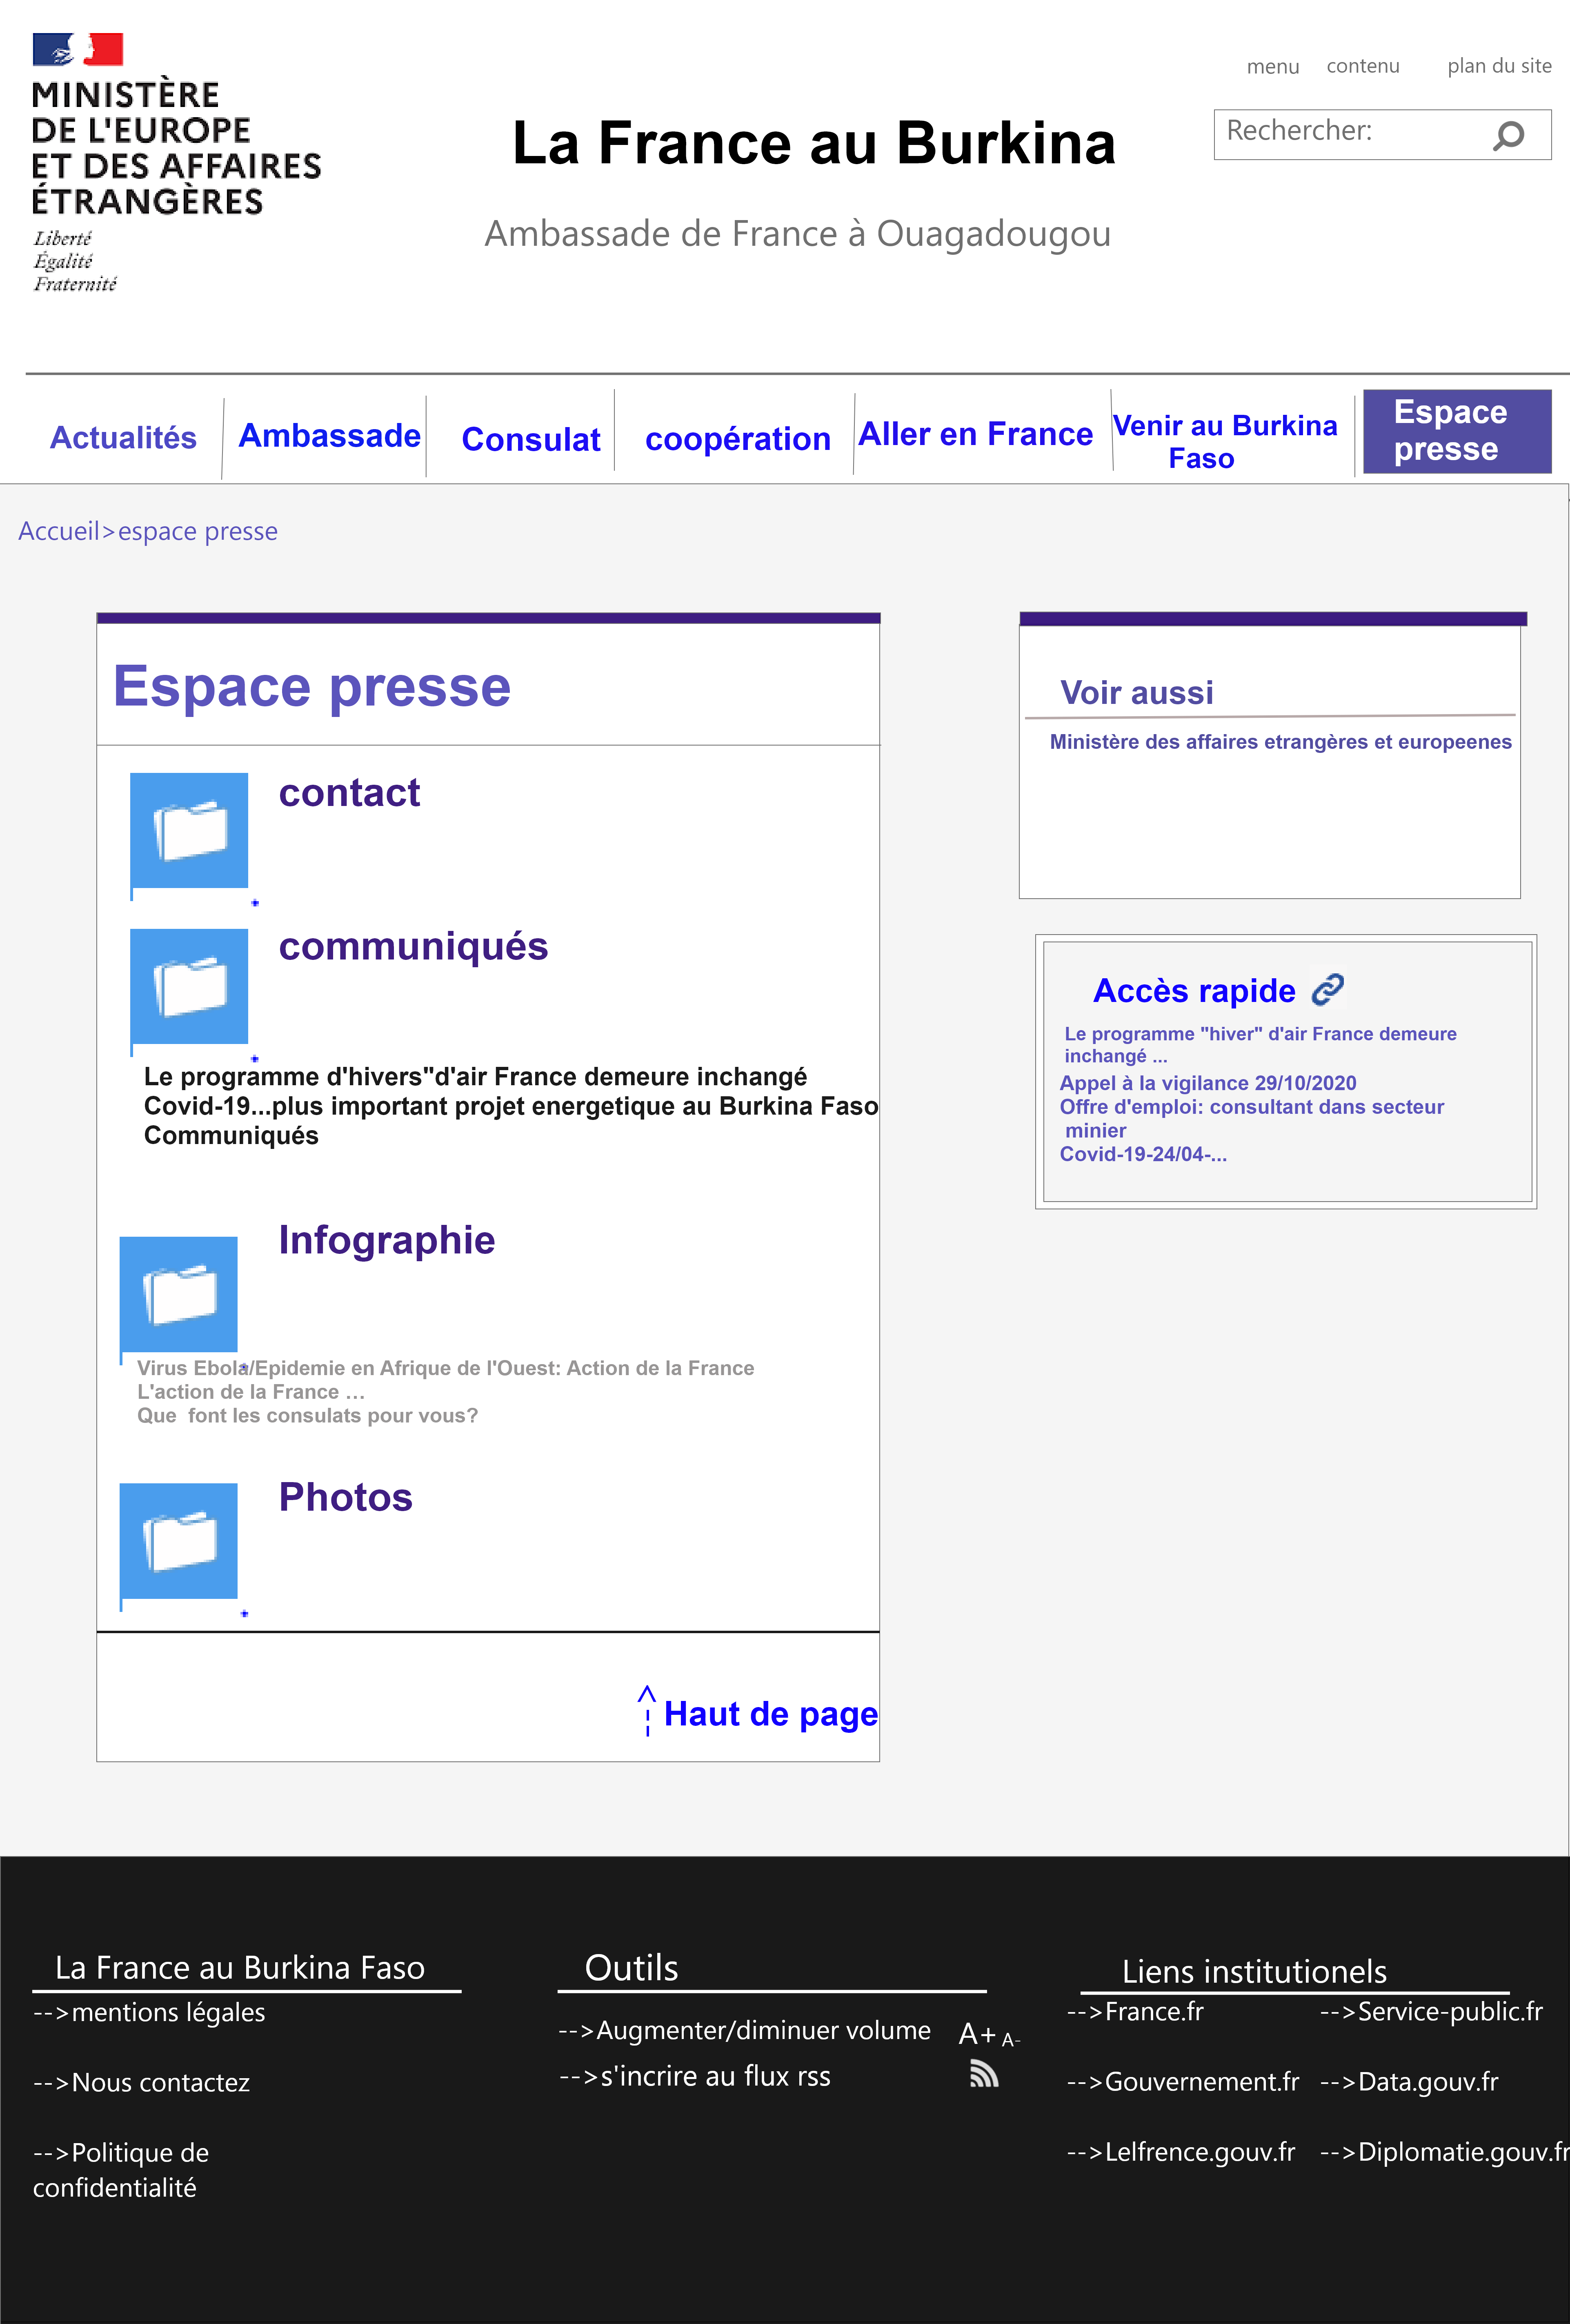 MINISTÈRE
DE L'EUROPE
ET DES AFFAIRES
ÉTRANGÈRES
Liberté
Égalité
Fraternité
menu contenu plan du site
Rechercher:
La France au Burkina
Ambassade de France à Ouagadougou
Actualités Ambassade Consulat coopération Aller en France
Venir au Burkina
Faso
Espace
presse
Accueil>espace presse
Espace presse
contact
communiqués
Le programme d'hivers"d'air France demeure inchangé
Covid-19...plus important projet energetique au Burkina Faso
Communiqués
Infographie
Virus Ebola/Epidemie en Afrique de l'Ouest: Action de la France
L'action de la France ...
Que font les consulats pour vous?
Photos
Haut de page
Voir aussi
Ministère des affaires etrangères et europeenes
Accès rapide
Le programme "hiver" d'air France demeure
inchangé ...
Appel à la vigilance 29/10/2020
Offre d'emploi: consultant dans secteur
minier
Covid-19-24/04-...
La France au Burkina Faso
-->mentions légales
-->Nous contactez
-->Politique de
confidentialité
Outils
-->Augmenter/diminuer volume A+ A-
-->s'incrire au flux rss
Liens institutionels
-->France.fr -->Service-public.fr
-->Gouvernement.fr -->Data.gouv.fr
-->Lelfrence.gouv.fr -->Diplomatie.gouv.fr